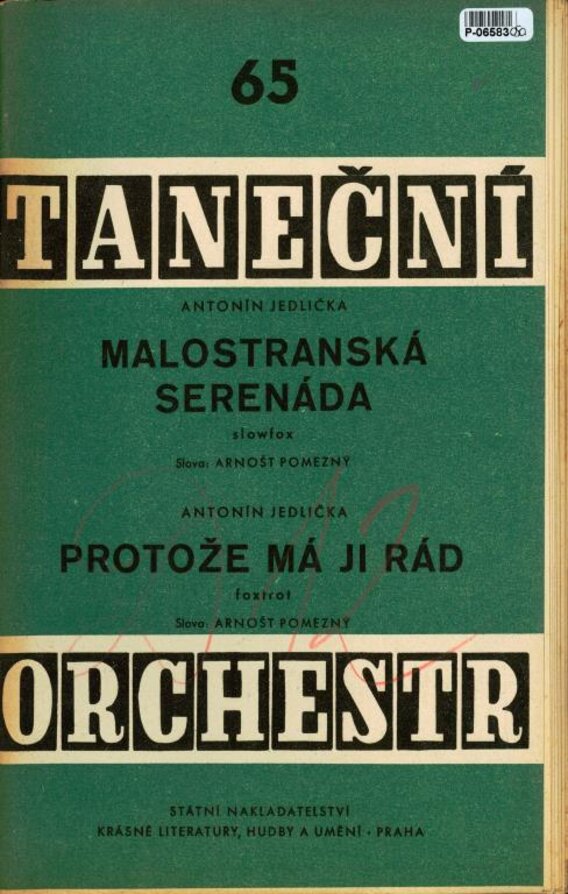 P-06583
65
TANEČNÍ
ANTONÍN JEDLIČKA
MALOSTRANSKÁ
SERENÁDA
slowfox
Slova: ARNOŠT POMEZNÝ
ANTONÍN JEDLIČKA
PROTOŽE MÁ JI RÁD
foxtrot
Slova: ARNOŠT POMEZNÝ
ORCHESTR
STÁTNÍ NAKLADATELSTVÍ
KRÁSNÉ LITERATURY, HUDBY A UMĚNÍ · PRAHA